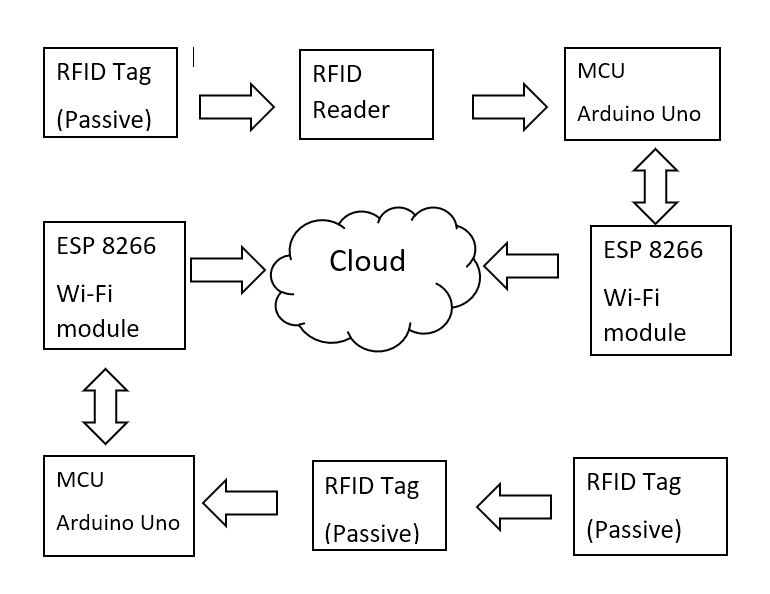 RFID Tag
(Passive)
RFID
Reader
MCU
Arduino Uno
ESP 8266
Wi-Fi
module
Cloud
ESP 8266
Wi-Fi
module
MCU
Arduino Uno
RFID Tag
(Passive)
RFID Tag
(Passive)